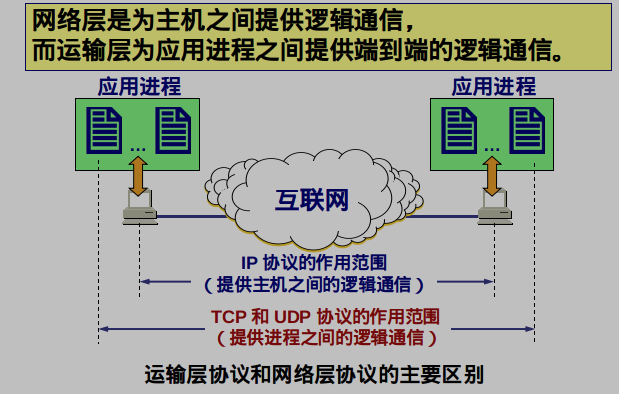 网络层是为主机之间提供逻辑通信，
而运输层为应用进程之间提供端到端的逻辑通信。
应用进程
应用进程
…
…
互联网
IP 协议的作用范围
（提供主机之间的逻辑通信）
TCP 和 UDP 协议的作用范围
（提供进程之间的逻辑通信）
运输层协议和网络层协议的主要区别